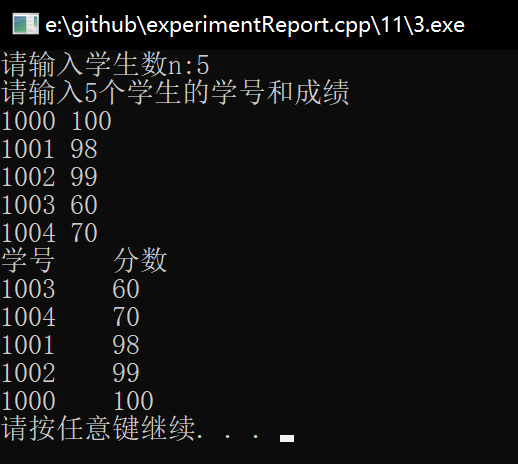 e:\github\experimentReport.cpp\11\3.exe
请输入学生数n:5
请输入5个学生的学号和成绩
1000 100
1001 98
1002 99
1003 60
1004 70
学号    分数
1003    60
1004    70
1001    98
1002    99
1000    100
请按任意键继续. . .